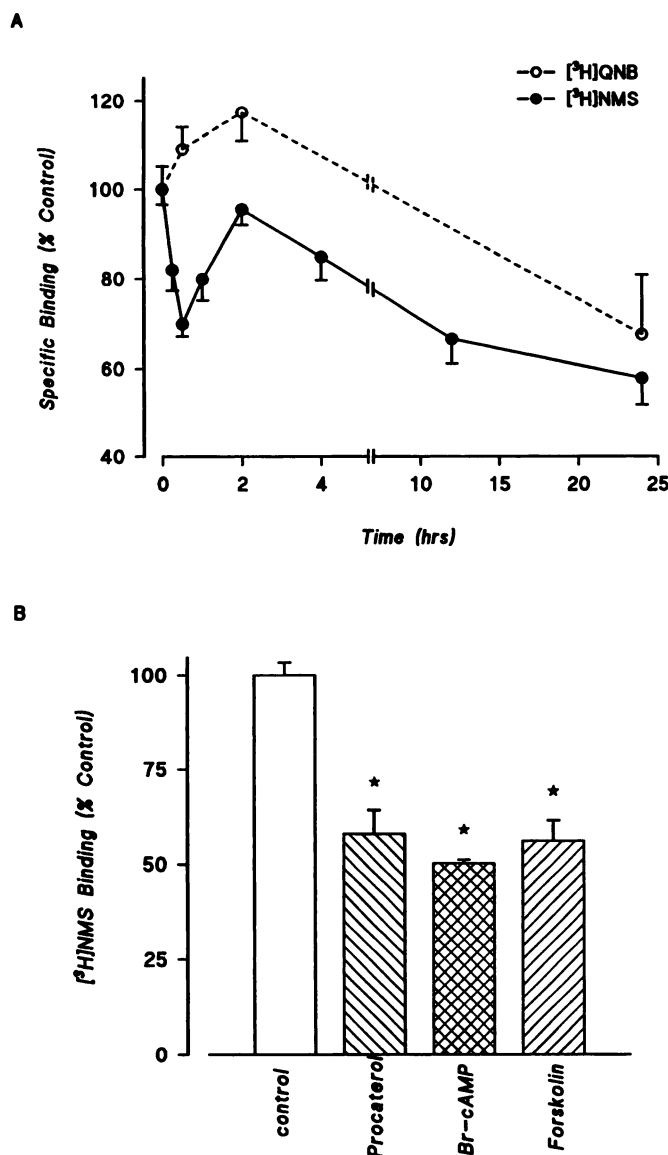 A
[³H]QNB
[³H]NMS
120
100
80
60
40
Specific Binding (% Control)
0
2
4
10
15
20
25
Time (hrs)
B
100
75
50
25
0
[³H]NMS Binding (% Control)
★
★
★
control
Procaterol
Br-cAMP
Forskolin